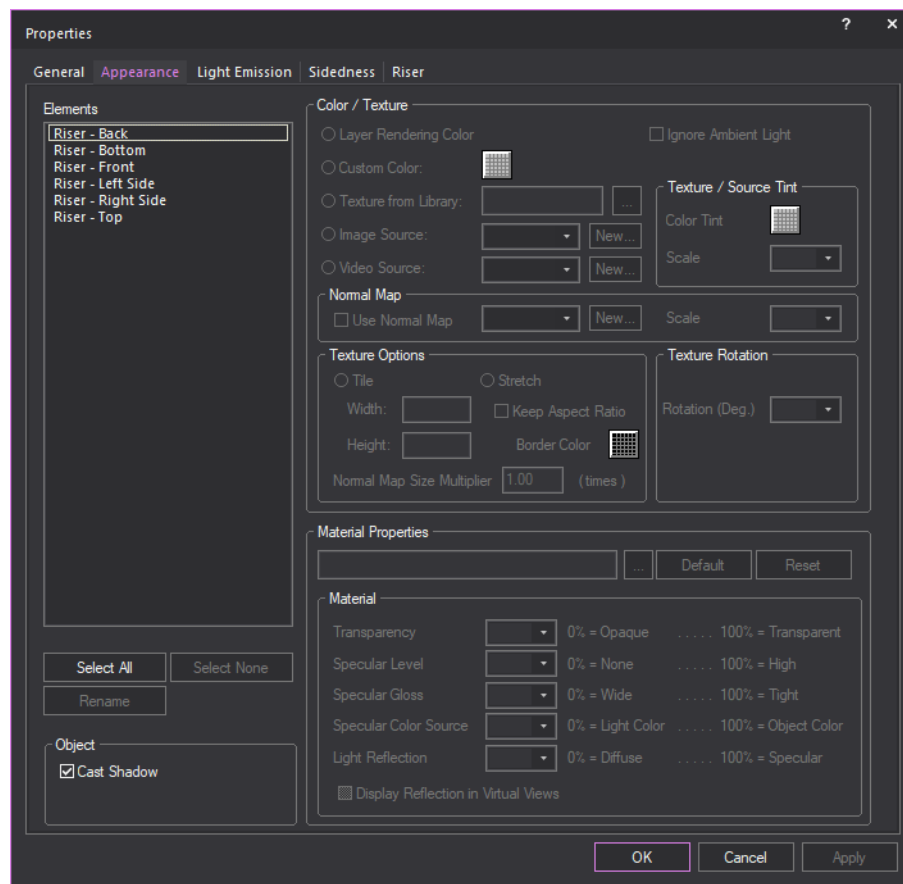 Properties
?
×
General Appearance Light Emission Sidedness Riser
Elements
Riser - Back
Riser - Bottom
Riser - Front
Riser - Left Side
Riser - Right Side
Riser - Top
Select All Select None
Rename
Object
Cast Shadow
Color / Texture
Layer Rendering Color Ignore Ambient Light
Custom Color:
Texture from Library: ...
Image Source: New...
Video Source: New...
Texture / Source Tint
Color Tint
Scale
Normal Map
Use Normal Map New... Scale
Texture Options
Tile Stretch
Width: Keep Aspect Ratio
Height: Border Color
Normal Map Size Multiplier 1.00 (times )
Texture Rotation
Rotation (Deg.)
Material Properties
... Default Reset
Material
Transparency 0% = Opaque ..... 100% = Transparent
Specular Level 0% = None ..... 100% = High
Specular Gloss 0% = Wide ..... 100% = Tight
Specular Color Source 0% = Light Color ..... 100% = Object Color
Light Reflection 0% = Diffuse ..... 100% = Specular
Display Reflection in Virtual Views
OK Cancel Apply